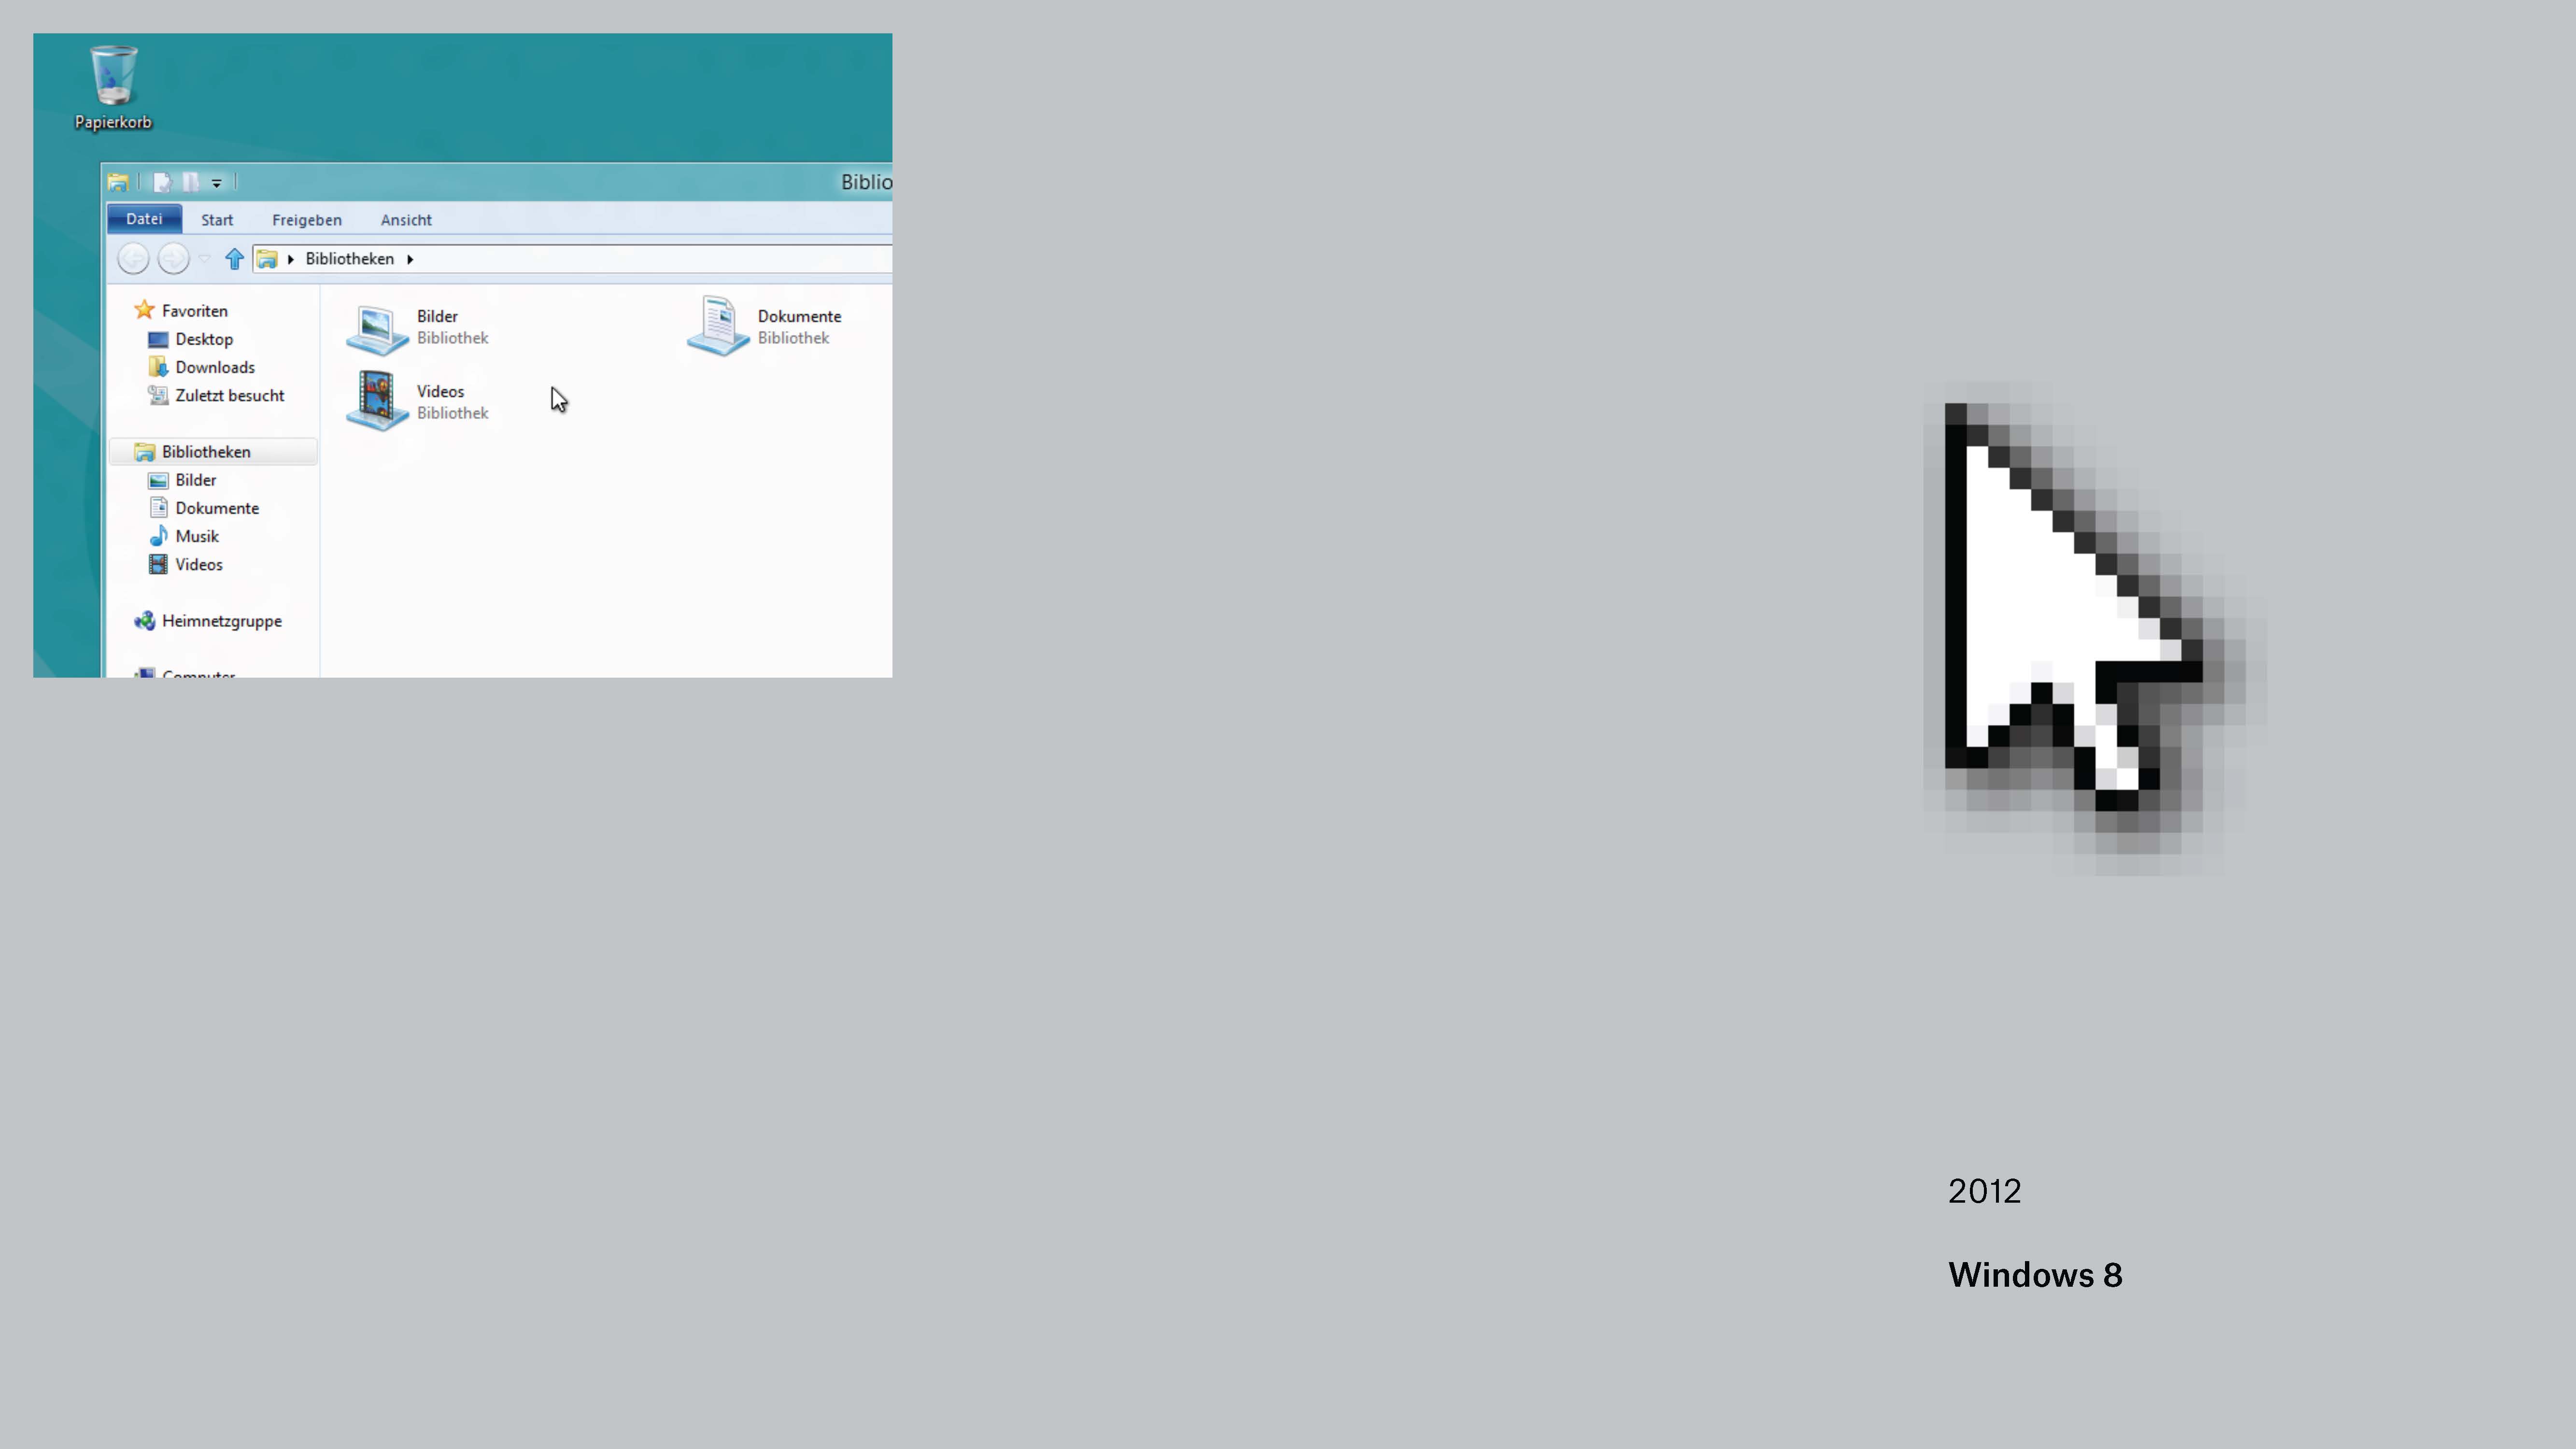 Papierkorb
Biblio
Datei Start Freigeben Ansicht
Bibliotheken
Favoriten
Desktop
Downloads
Zuletzt besucht
Bibliotheken
Bilder
Dokumente
Musik
Videos
Heimnetzgruppe
Computer
Bilder
Bibliothek
Dokumente
Bibliothek
Videos
Bibliothek
2012
Windows 8